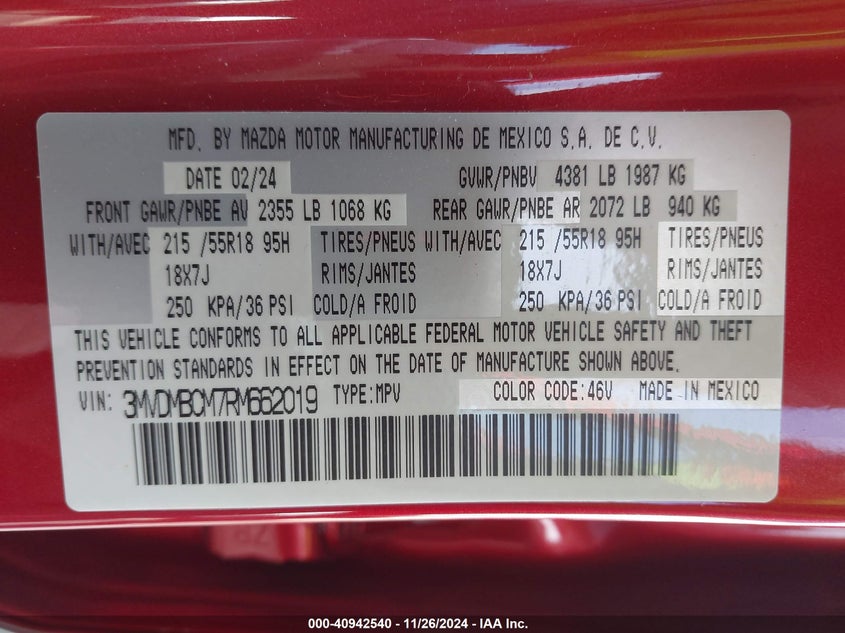 MFD. BY MAZDA MOTOR MANUFACTURING DE MEXICO S.A. DE C.V.
DATE 02/24 GVWR/PNBV 4381 LB 1987 KG
FRONT GAWR/PNBE AV 2355 LB 1068 KG REAR GAWR/PNBE AR 2072 LB 940 KG
WITH/AVEC 215 /55R18 95H TIRES/PNEUS WITH/AVEC 215 /55R18 95H TIRES/PNEUS
18X7J RIMS/JANTES 18X7J RIMS/JANTES
250 KPA/36 PSI COLD/A FROID 250 KPA/36 PSI COLD/A FROID
THIS VEHICLE CONFORMS TO ALL APPLICABLE FEDERAL MOTOR VEHICLE SAFETY AND THEFT
PREVENTION STANDARDS IN EFFECT ON THE DATE OF MANUFACTURE SHOWN ABOVE.
VIN: 3MVDMBCM7RM662019 TYPE:MPV COLOR CODE:46V MADE IN MEXICO
000-40942540 - 11/26/2024 - IAA Inc.